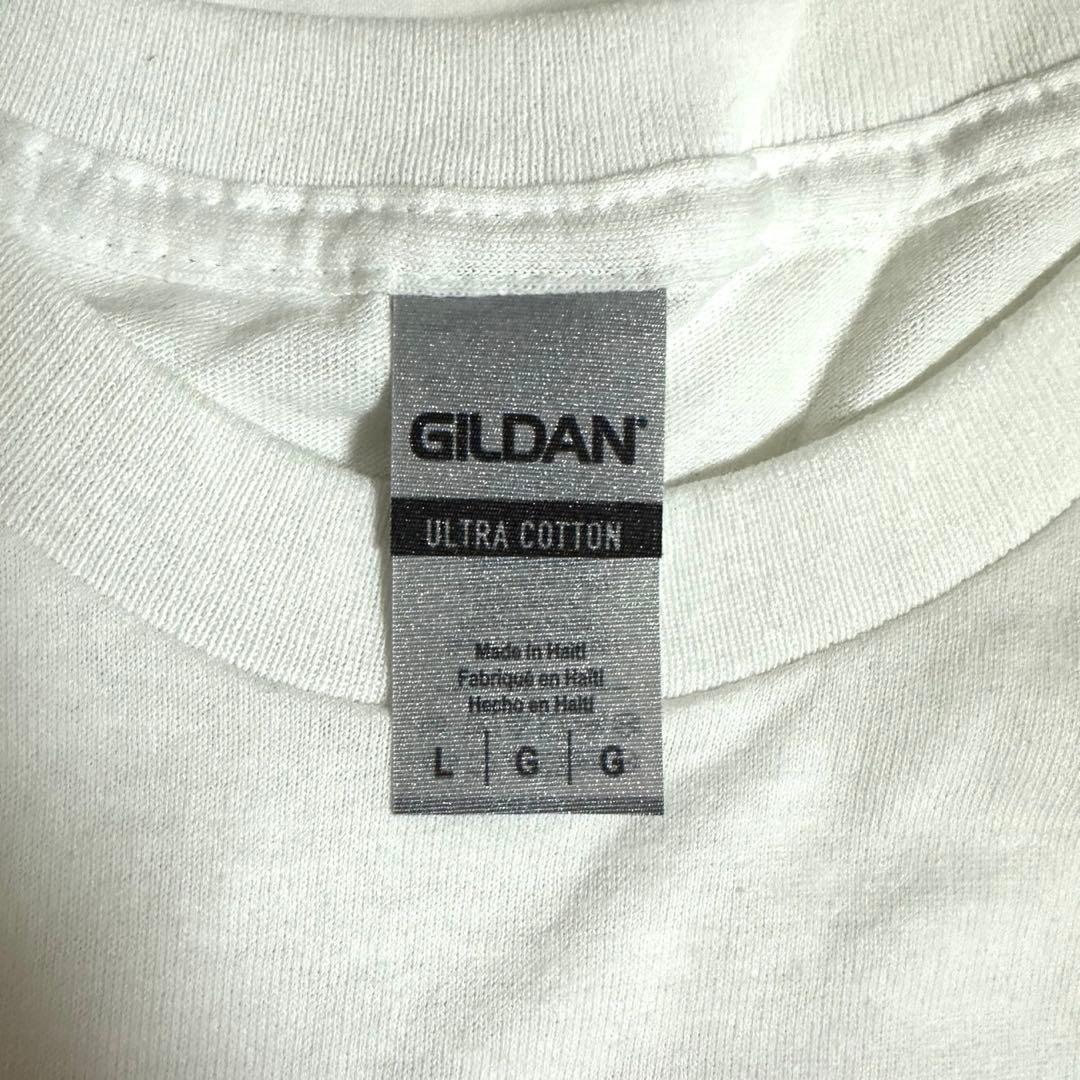 GILDAN®
ULTRA COTTON
Made in Haiti
Fabriqué en Haïti
Hecho en Haití
L | G | G